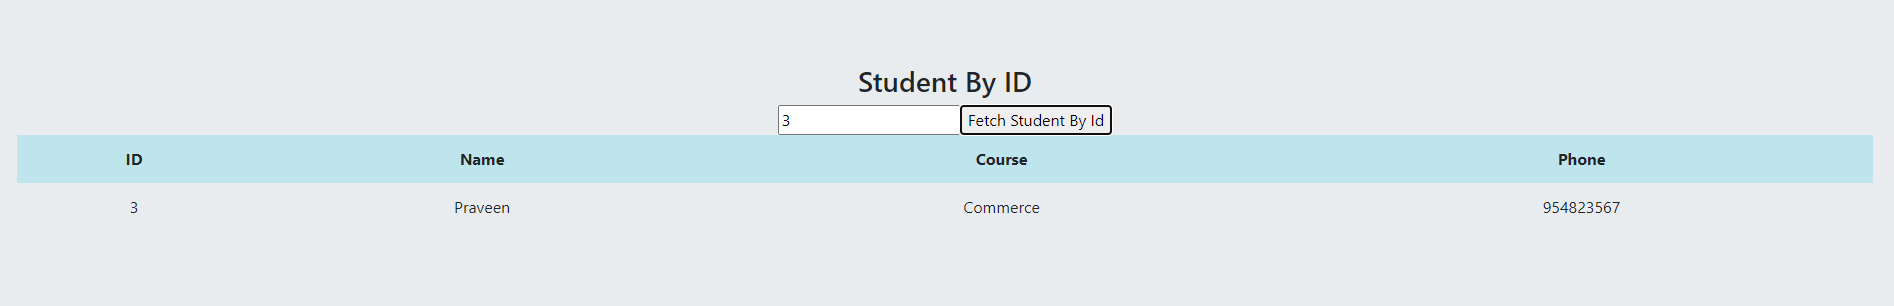 Student By ID
3 Fetch Student By Id
ID Name Course Phone
3 Praveen Commerce 954823567